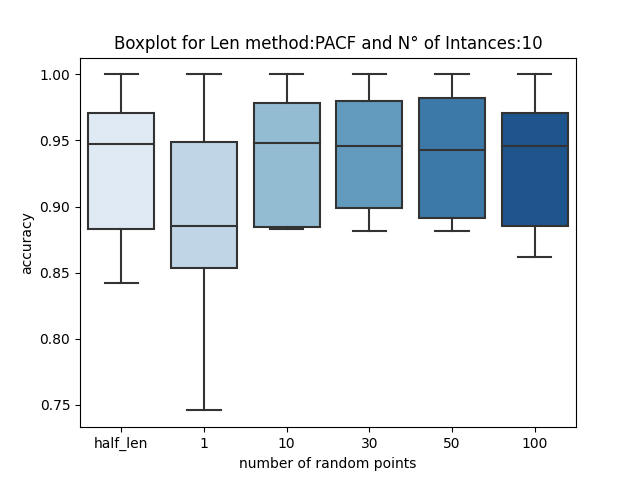 Boxplot for Len method:PACF and N° of Intances:10
1.00
0.95
0.90
0.85
0.80
0.75
accuracy
half_len 1 10 30 50 100
number of random points